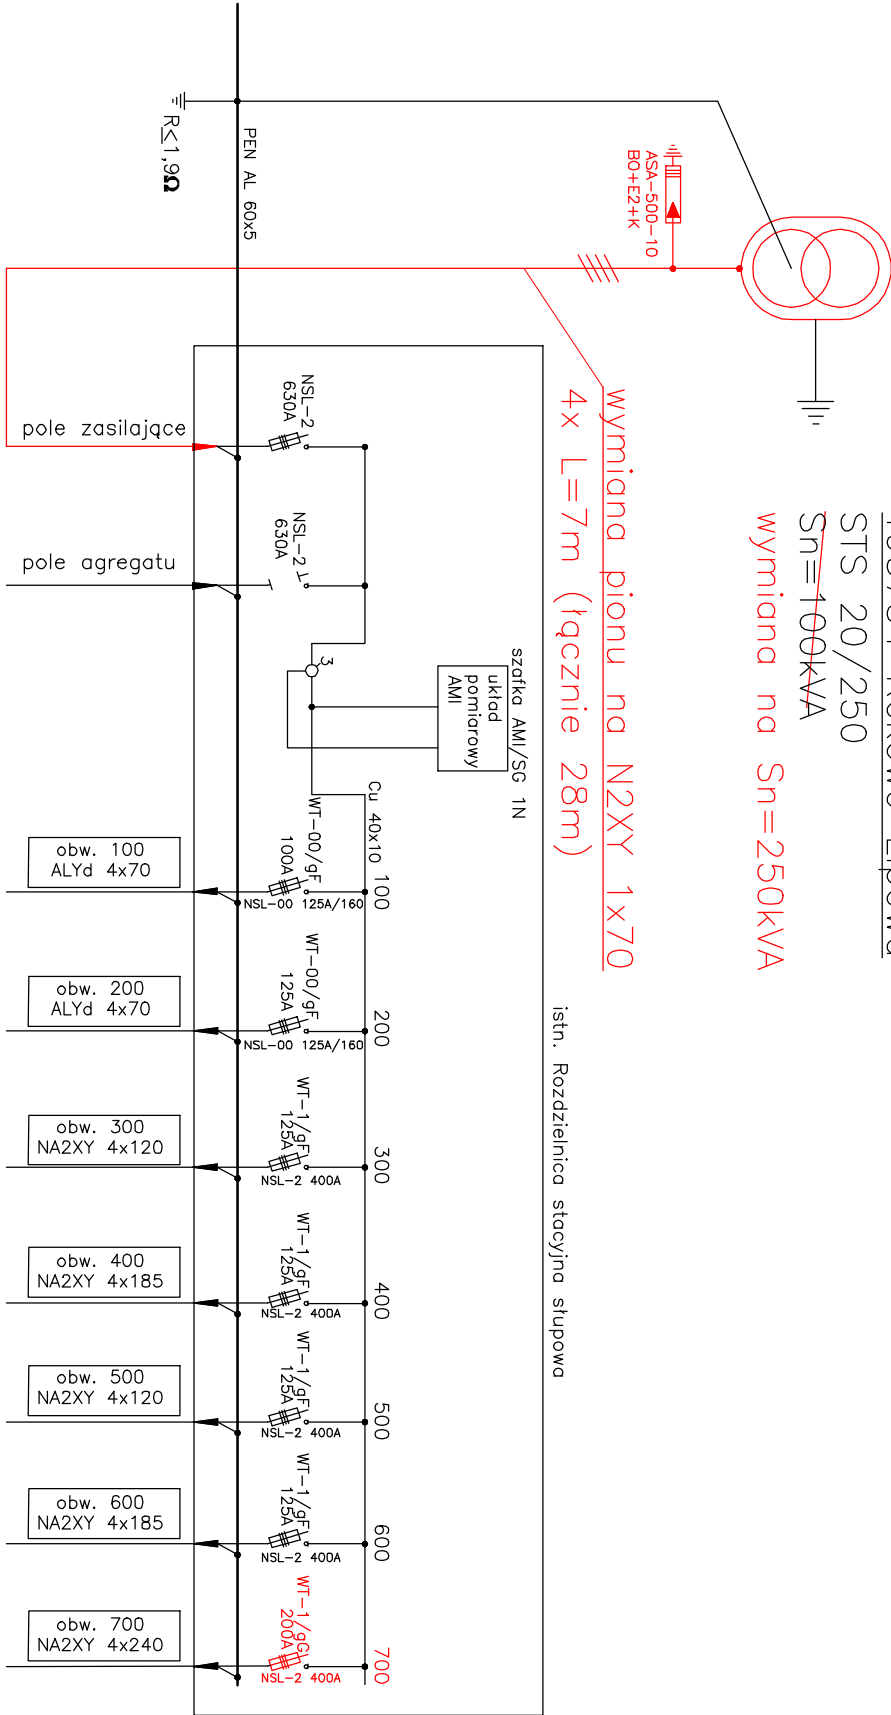 STS 20/250
Sn=100kVA
wymiana na Sn=250kVA
ASA-500-10
BO+E2+K
R≤1,9Ω
PEN AL 60x5
wymiana pionu na N2XY 1x70
4x L=7m (łącznie 28m)
istn. Rozdzielnica stacyjna słupowa
szafka AMI/SG 1N
układ
pomiarowy
AMI
3
Cu 40x10
pole zasilające
NSL-2
630A
pole agregatu
NSL-2
630A
100
WT-00/gF
100A
NSL-00 125A/160
obw. 100
ALYd 4x70
200
WT-00/gF
125A
NSL-00 125A/160
obw. 200
ALYd 4x70
300
WT-1/gF
125A
NSL-2 400A
obw. 300
NA2XY 4x120
400
WT-1/gF
125A
NSL-2 400A
obw. 400
NA2XY 4x185
500
WT-1/gF
125A
NSL-2 400A
obw. 500
NA2XY 4x120
600
WT-1/gF
125A
NSL-2 400A
obw. 600
NA2XY 4x185
700
WT-1/gG
200A
NSL-2 400A
obw. 700
NA2XY 4x240